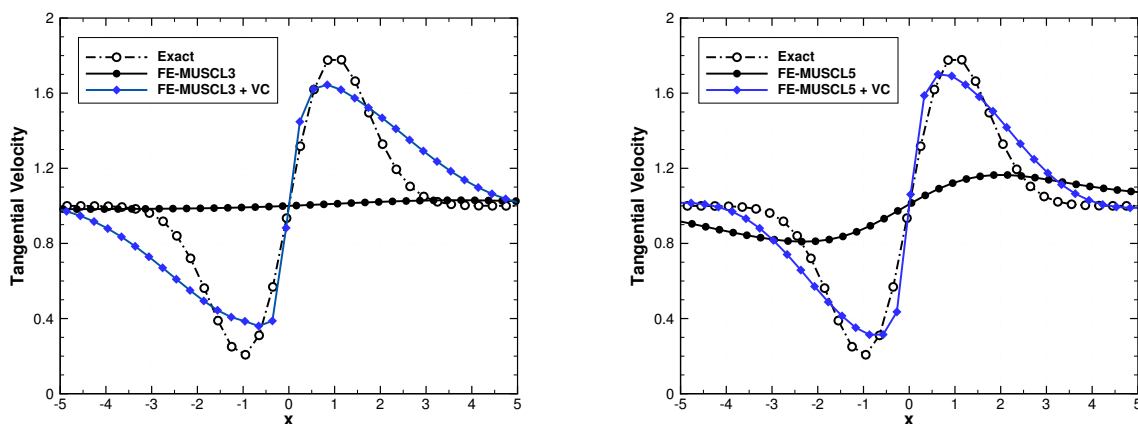 Tangential Velocity
2
1.6
1.2
0.8
0.4
0
Exact
FE-MUSCL3
FE-MUSCL3 + VC
-5 -4 -3 -2 -1 0 1 2 3 4 5
x
Tangential Velocity
2
1.6
1.2
0.8
0.4
0
Exact
FE-MUSCL5
FE-MUSCL5 + VC
-5 -4 -3 -2 -1 0 1 2 3 4 5
x